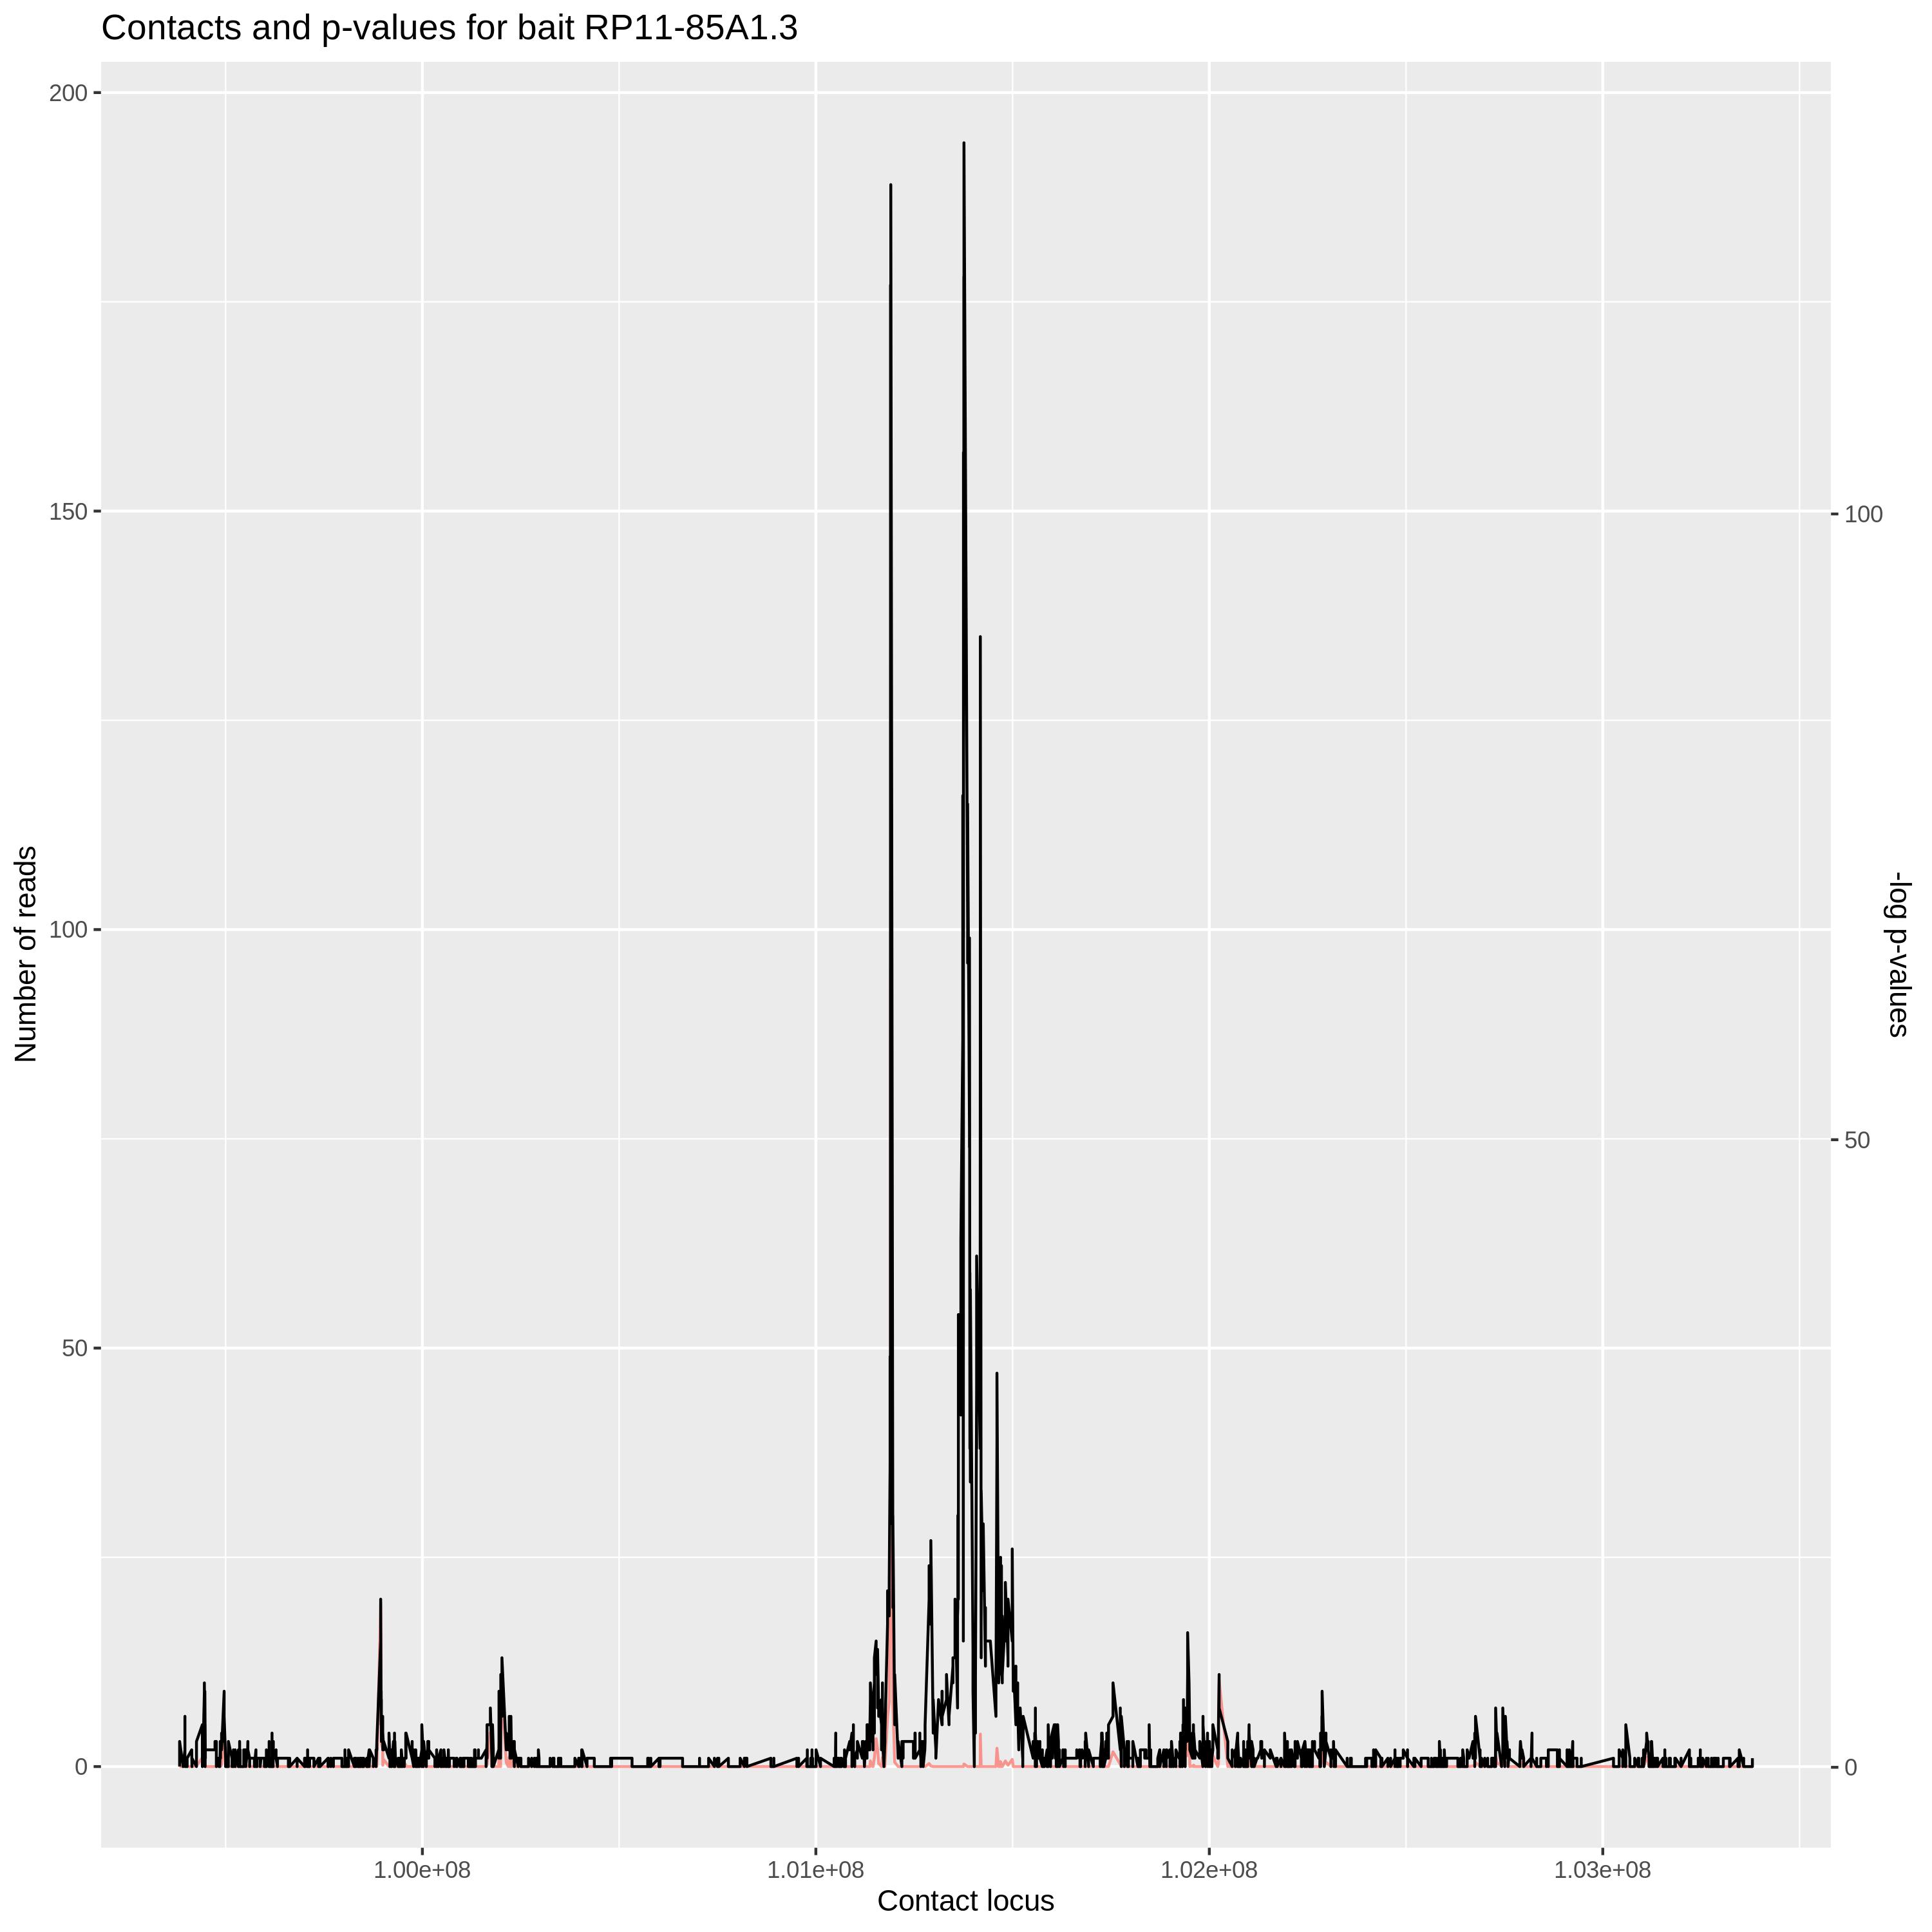 Contacts and p-values for bait RP11-85A1.3
200
150
100
50
0
Number of reads
100
50
0
-log p-values
1.00e+08
1.01e+08
1.02e+08
1.03e+08
Contact locus